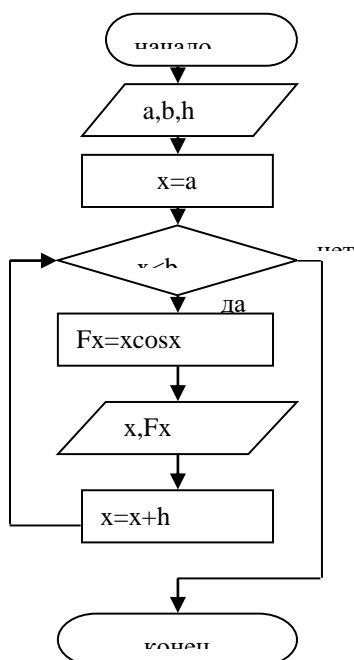 начало
a,b,h
x=a
нет
да
Fx=xcosx
x,Fx
x=x+h
конец